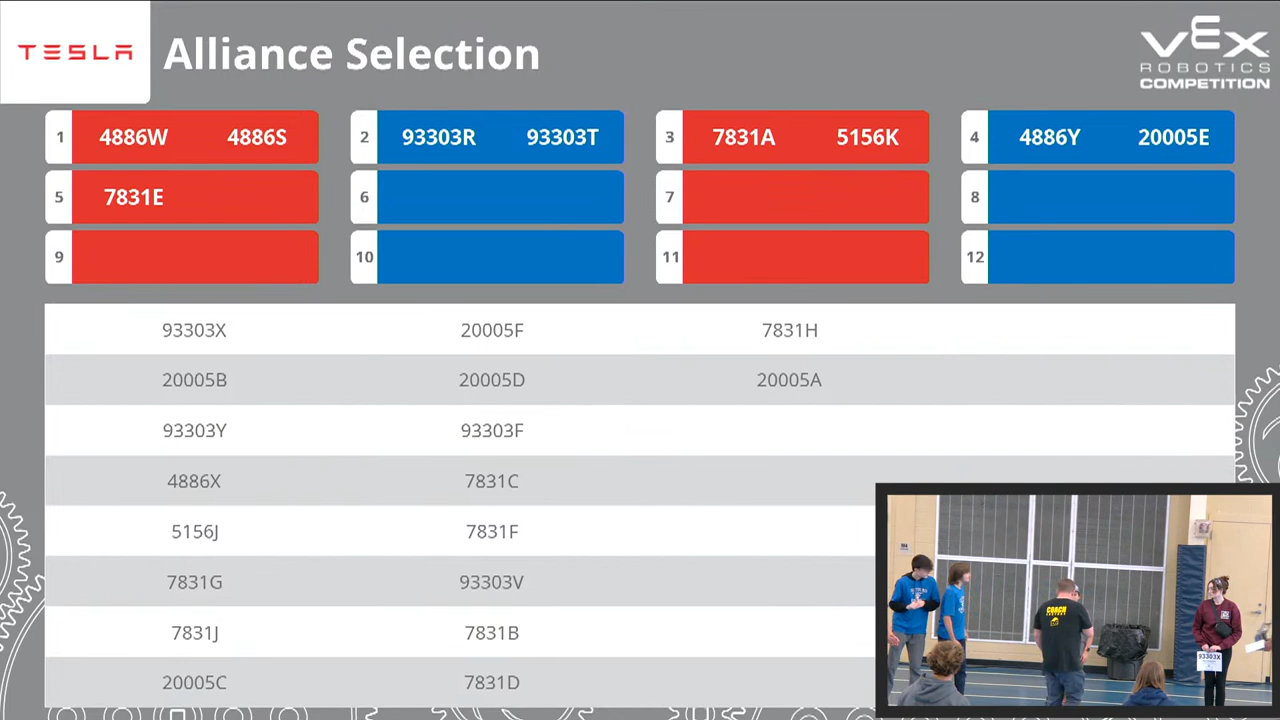 TESLA
Alliance Selection
VEX
ROBOTICS
COMPETITION
1 4886W 4886S
2 93303R 93303T
3 7831A 5156K
4 4886Y 20005E
5 7831E
6
7
8
9
10
11
12
93303X 20005F 7831H
20005B 20005D 20005A
93303Y 93303F
4886X 7831C
5156J 7831F
7831G 93303V
7831J 7831B
20005C 7831D
COACH
93303X